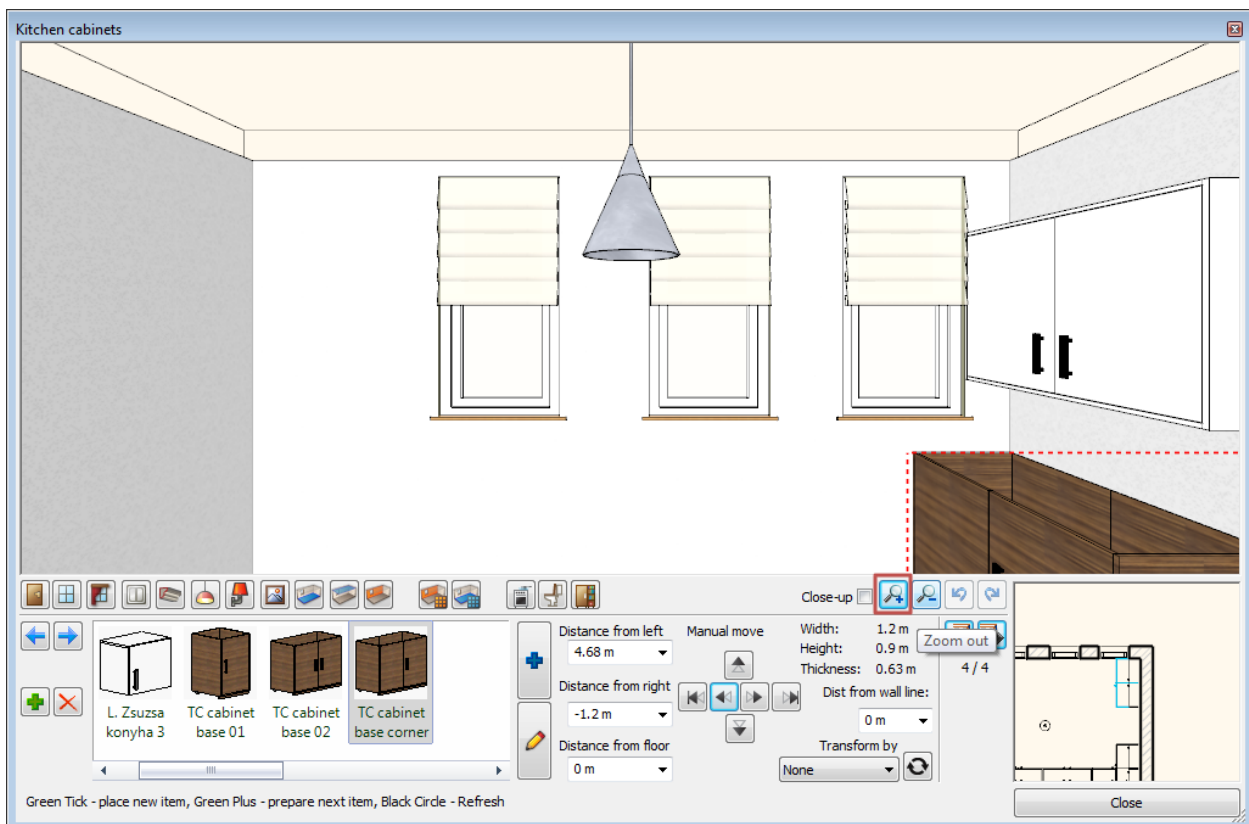 Kitchen cabinets
Close-up
Zoom out
L. Zsuzsa
konyha 3
TC cabinet
base 01
TC cabinet
base 02
TC cabinet
base corner
Distance from left
4.68 m
Distance from right
-1.2 m
Distance from floor
0 m
Manual move
Width: 1.2 m
Height: 0.9 m
Thickness: 0.63 m
Dist from wall line:
0 m
Transform by
None
4 / 4
Green Tick - place new item, Green Plus - prepare next item, Black Circle - Refresh
Close